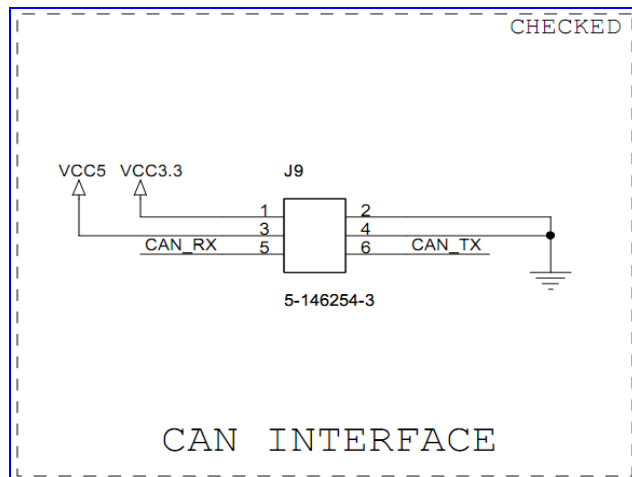 CHECKED
VCC5 VCC3.3 J9
1 2
3 4
CAN_RX 5 6 CAN_TX
5-146254-3
CAN INTERFACE